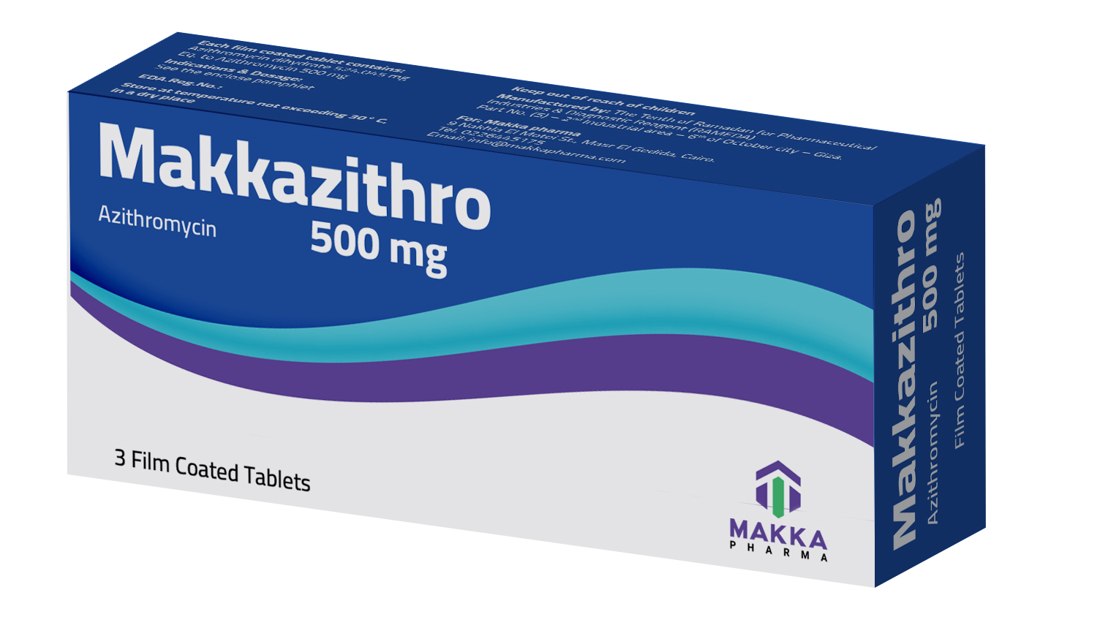 Each film coated tablet contains:
Azithromycin dihydrate 524.045 mg
Eq. to Azithromycin 500 mg
Indications & Dosage:
See the enclose pamphlet
EDA.Reg.No.:
Store at temperature not exceeding 30° C
in a dry place
Keep out of reach of children
Manufactured by: The Tenth of Ramadan for Pharmaceutical
Industries & Diagnostic Reagent (RAMEDA)
Part No. (5) – 2nd industrial area – 6th of October city – Giza.
For: Makka pharma
9 Nakhla El Motei St., Masr El Gedida, Cairo.
Tel.
Email: info@makkapharma.com
Makkazithro
500 mg
Azithromycin
3 Film Coated Tablets
MAKKA
PHARMA
Makkazithro
500 mg
Azithromycin
Film Coated Tablets